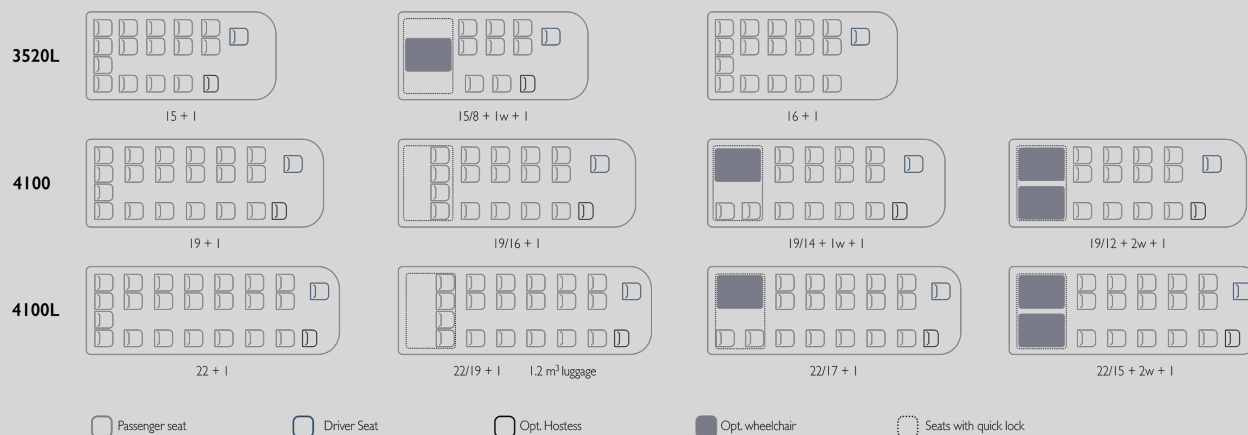 3520L
15 + 1
15/8 + 1w + 1
16 + 1
4100
19 + 1
19/16 + 1
19/14 + 1w + 1
19/12 + 2w + 1
4100L
22 + 1
22/19 + 1 1.2 m³ luggage
22/17 + 1
22/15 + 2w + 1
Passenger seat
Driver Seat
Opt. Hostess
Opt. wheelchair
Seats with quick lock